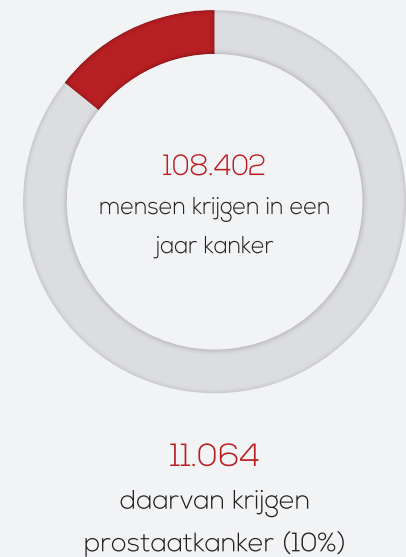 108.402
mensen krijgen in een
jaar kanker
11.064
daarvan krijgen
prostaatkanker (10%)